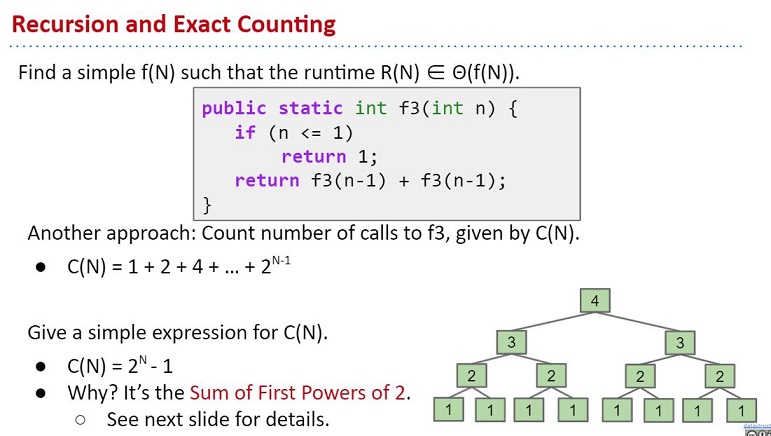 Recursion and Exact Counting
Find a simple f(N) such that the runtime R(N) ∈ Θ(f(N)).
public static int f3(int n) {
if (n <= 1)
return 1;
return f3(n-1) + f3(n-1);
}
Another approach: Count number of calls to f3, given by C(N).
● C(N) = 1 + 2 + 4 + ... + 2^N-1
Give a simple expression for C(N).
● C(N) = 2^N - 1
● Why? It's the Sum of First Powers of 2.
○ See next slide for details.
4
3 3
2 2 2 2
1 1 1 1 1 1 1 1